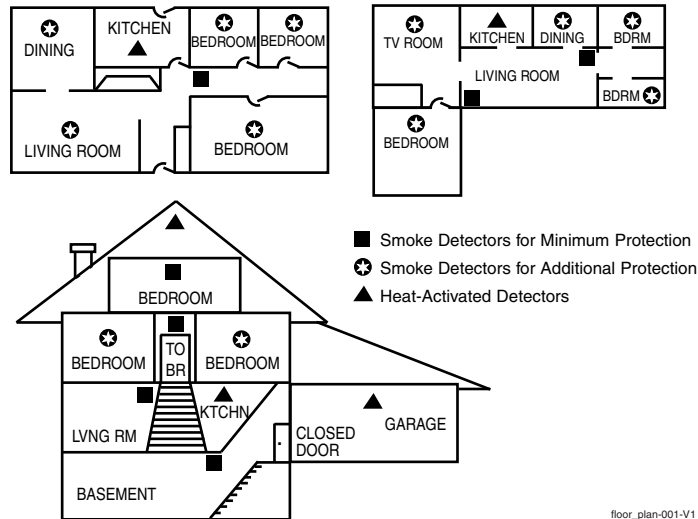 DINING
KITCHEN
BEDROOM
BEDROOM
LIVING ROOM
BEDROOM
TV ROOM
KITCHEN
DINING
BDRM
LIVING ROOM
BDRM
BEDROOM
Smoke Detectors for Minimum Protection
Smoke Detectors for Additional Protection
Heat-Activated Detectors
BEDROOM
BEDROOM
TO
BR
BEDROOM
LVNG RM
KTCHN
CLOSED
DOOR
GARAGE
BASEMENT
floor_plan-001-V1